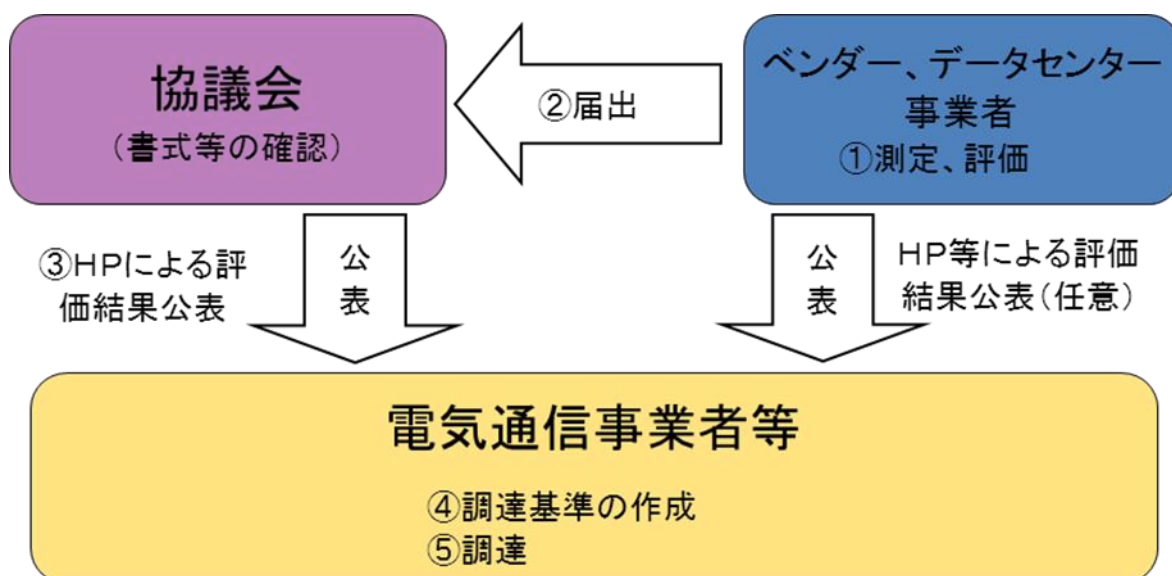 協議会
(書式等の確認)
②届出
ベンダー、データセンター
事業者
①測定、評価
③HPによる評
価結果公表
公
表
公
表
HP等による評価
結果公表(任意)
電気通信事業者等
④調達基準の作成
⑤調達